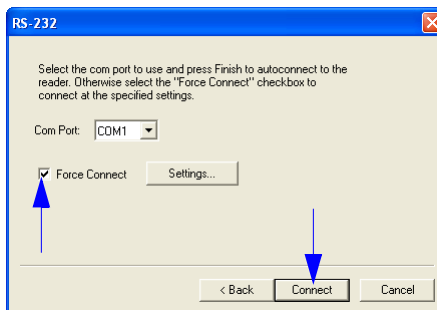 RS-232
Select the com port to use and press Finish to autoconnect to the
reader. Otherwise select the "Force Connect" checkbox to
connect at the specified settings.
Com Port: COM1
Force Connect Settings...
< Back Connect Cancel